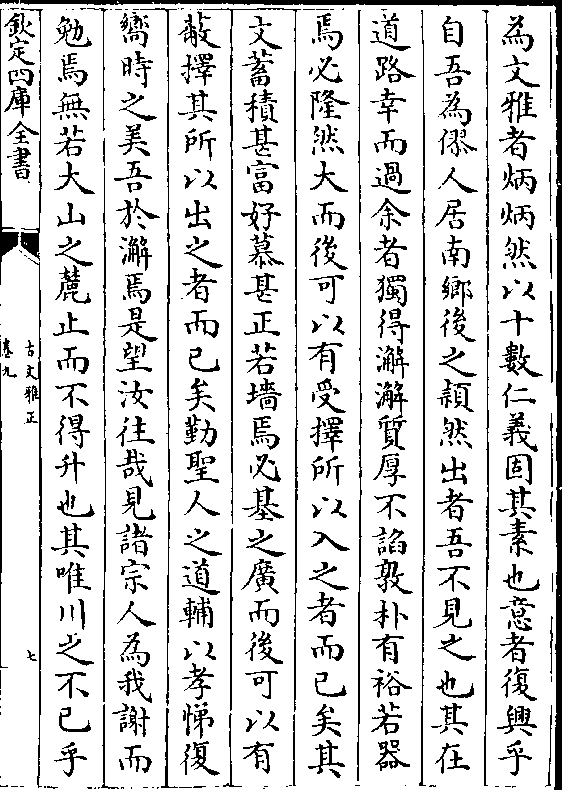 為文雅者炳炳然以十數仁義固其素也意者復興乎
自吾為僇人居南鄉後之穎然出者吾不見之也其在
道路幸而過余者獨得澥澥質厚不諂敦朴有裕若器
焉必隆然大而後可以有受擇所以入之者而已矣其
文蓄積甚富好慕甚正若墻焉必基之廣而後可以有
蔽擇其所以出之者而已矣勤聖人之道輔以孝悌復
嚮時之美吾於澥焉是望汝往哉見諸宗人為我謝而
勉焉無若大山之麓止而不得升也其唯川之不已乎
欽定四庫全書
古文雅正
卷九
七